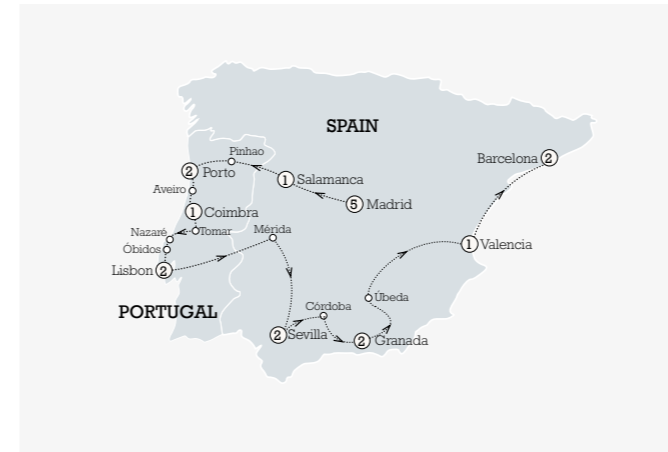 SPAIN
Pinhao
Barcelona 2
2 Porto
1 Salamanca
Aveiro
5 Madrid
1 Coimbra
Nazaré
Tomar
Mérida
Óbidos
1 Valencia
Lisbon 2
Úbeda
PORTUGAL
Córdoba
2 Sevilla
2 Granada